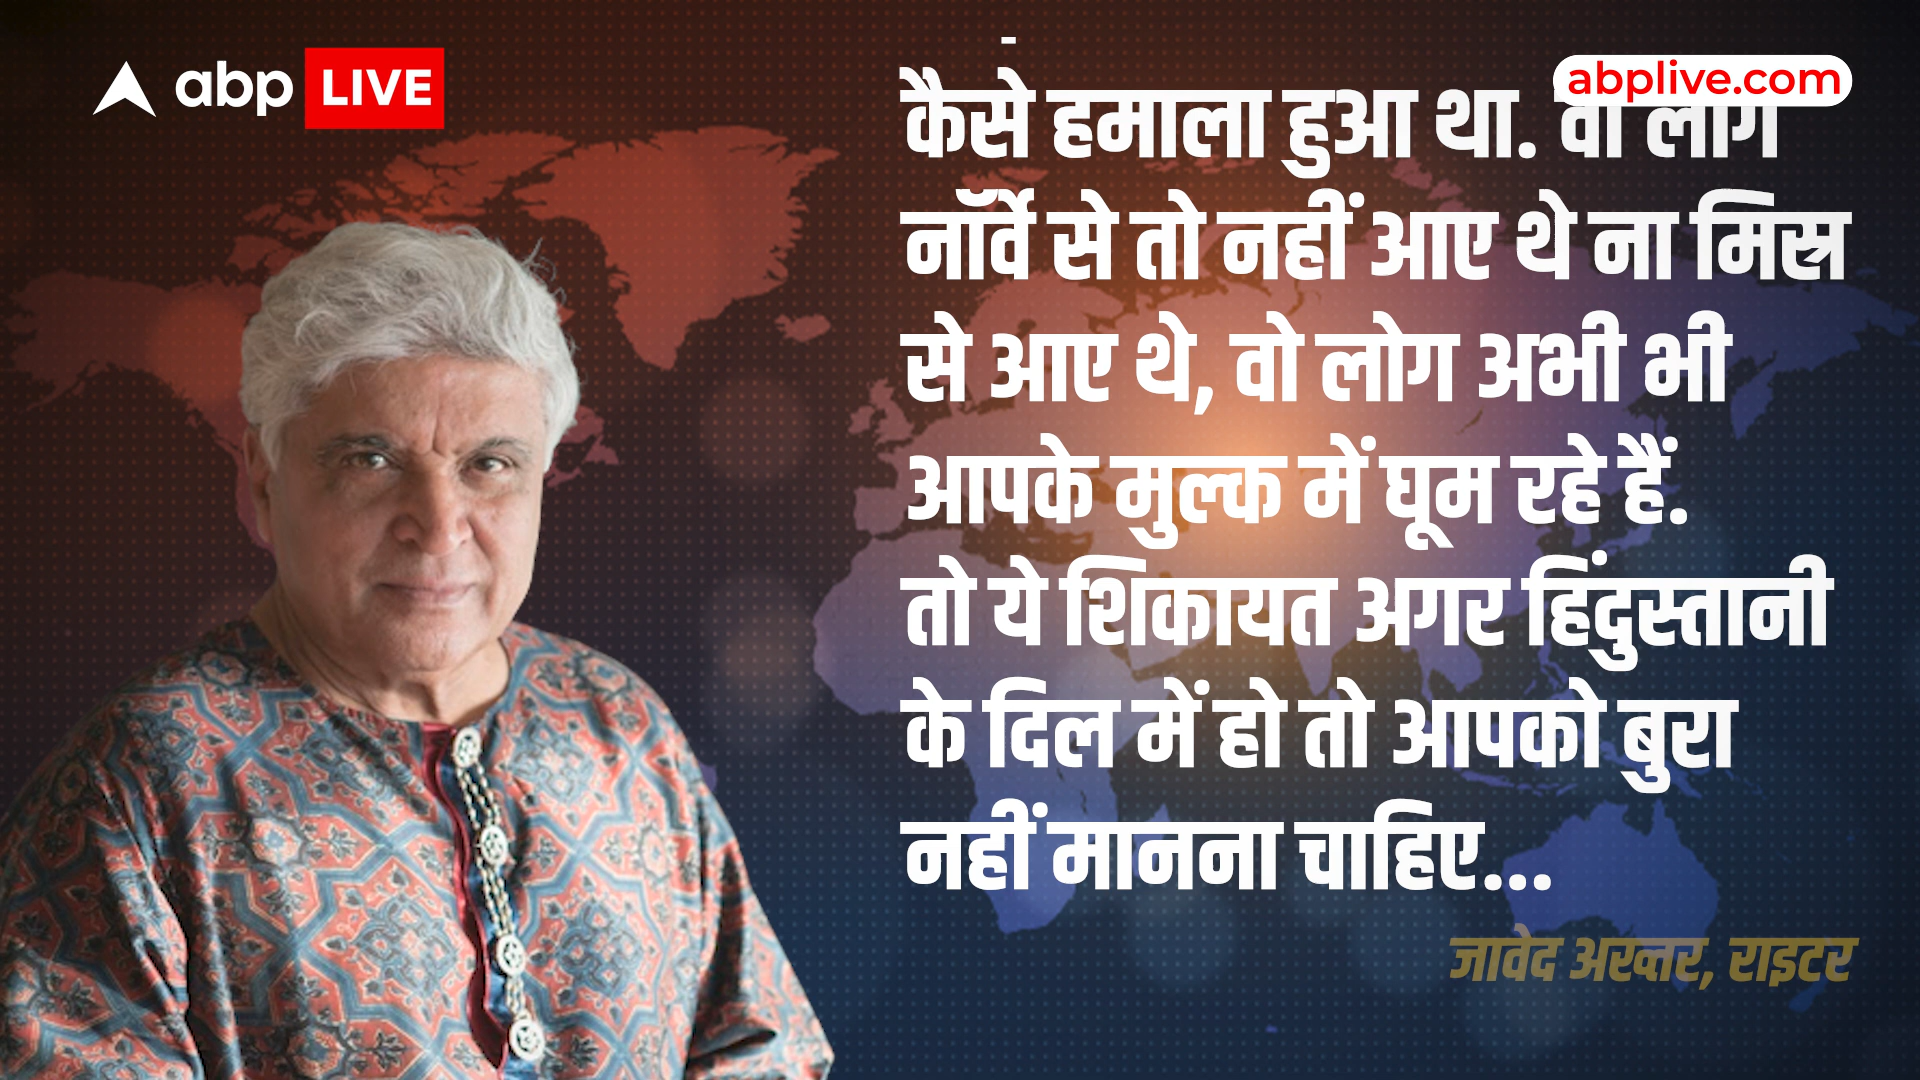 abp LIVE
abplive.com
कैसे हमाला हुआ था. वो लोग
नॉर्वे से तो नहीं आए थे ना मिस्र
से आए थे, वो लोग अभी भी
आपके मुल्क में घूम रहे हैं.
तो ये शिकायत अगर हिंदुस्तानी
के दिल में हो तो आपको बुरा
नहीं मानना चाहिए...
जावेद अख्तर, राइटर